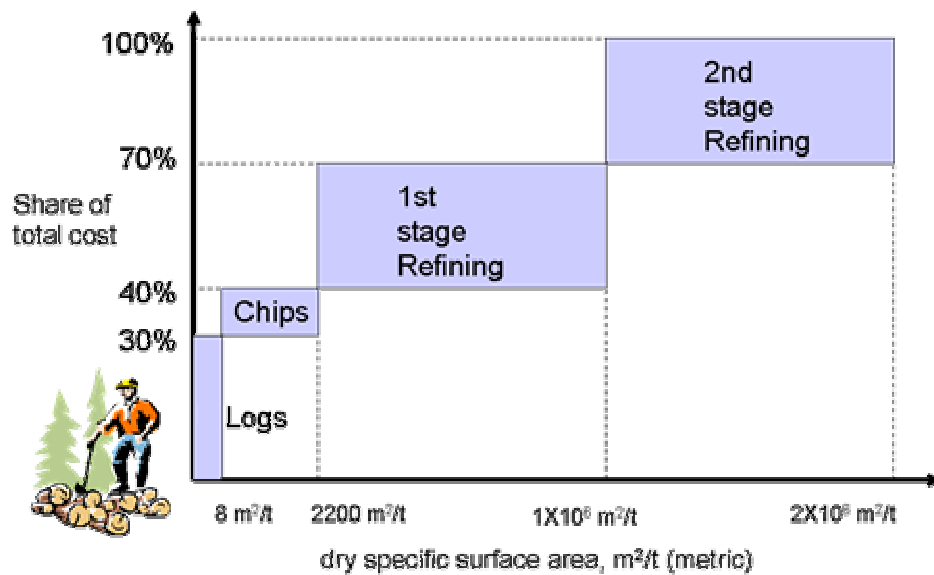 100%
2nd
stage
Refining
70%
1st
stage
Refining
Share of
total cost
40%
Chips
30%
Logs
8 m²/t
2200 m²/t
1X10⁶ m²/t
2X10⁶ m²/t
dry specific surface area, m²/t (metric)